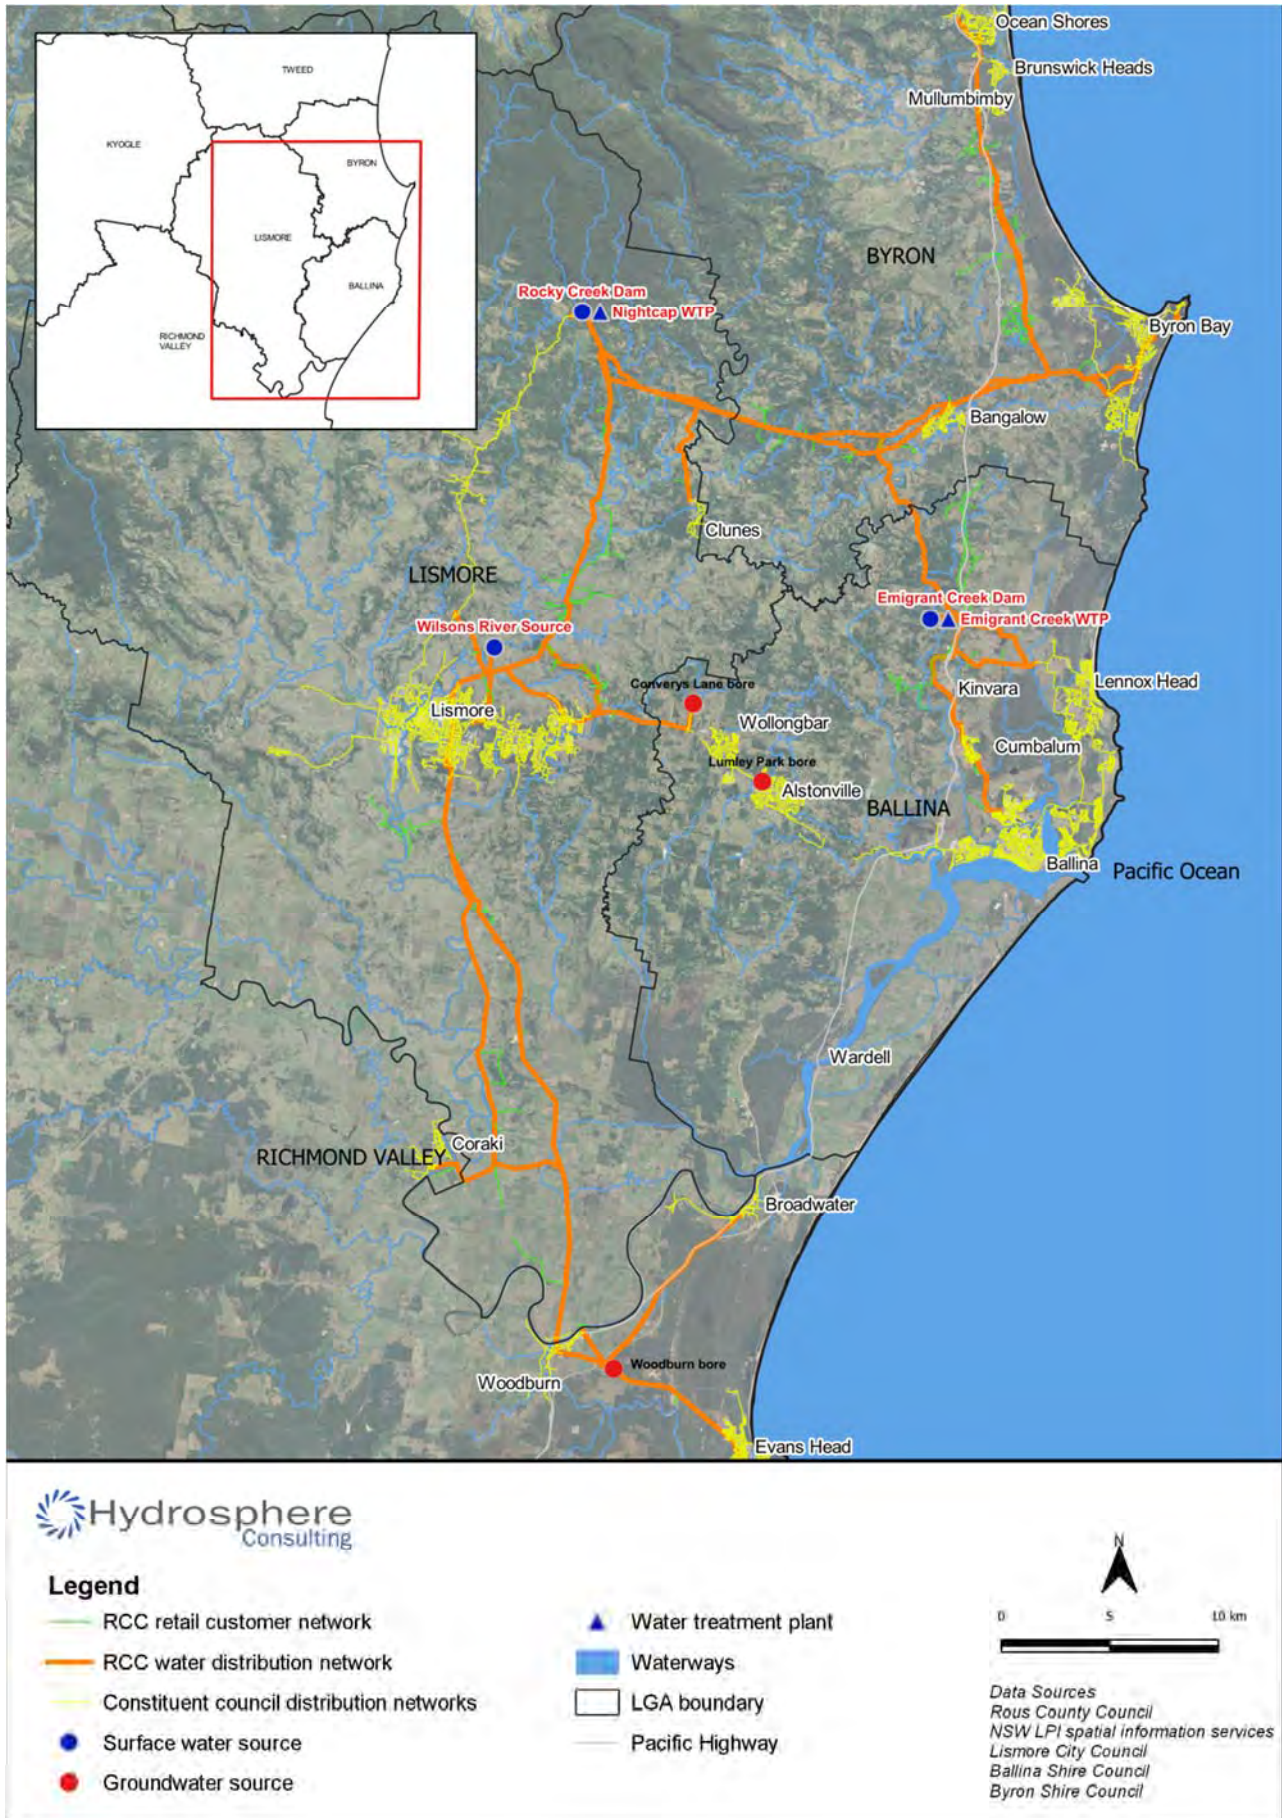 Ocean Shores
Brunswick Heads
Mullumbimby
TWEED
KYOGLE
BYRON
LISMORE
BALLINA
RICHMOND
VALLEY
BYRON
Rocky Creek Dam
Nightcap WTP
Byron Bay
Bangalow
Clunes
LISMORE
Emigrant Creek Dam
Emigrant Creek WTP
Wilsons River Source
Converys Lane bore
Kinvara
Lennox Head
Lismore
Wollongbar
Cumbalum
Lumley Park bore
Alstonville
BALLINA
Ballina
Pacific Ocean
Wardell
Coraki
RICHMOND VALLEY
Broadwater
Woodburn bore
Woodburn
Evans Head
Hydrosphere
Consulting
Legend
RCC retail customer network
RCC water distribution network
Constituent council distribution networks
Surface water source
Groundwater source
Water treatment plant
Waterways
LGA boundary
Pacific Highway
N
0 5 10 km
Data Sources
Rous County Council
NSW LPI spatial information services
Lismore City Council
Ballina Shire Council
Byron Shire Council